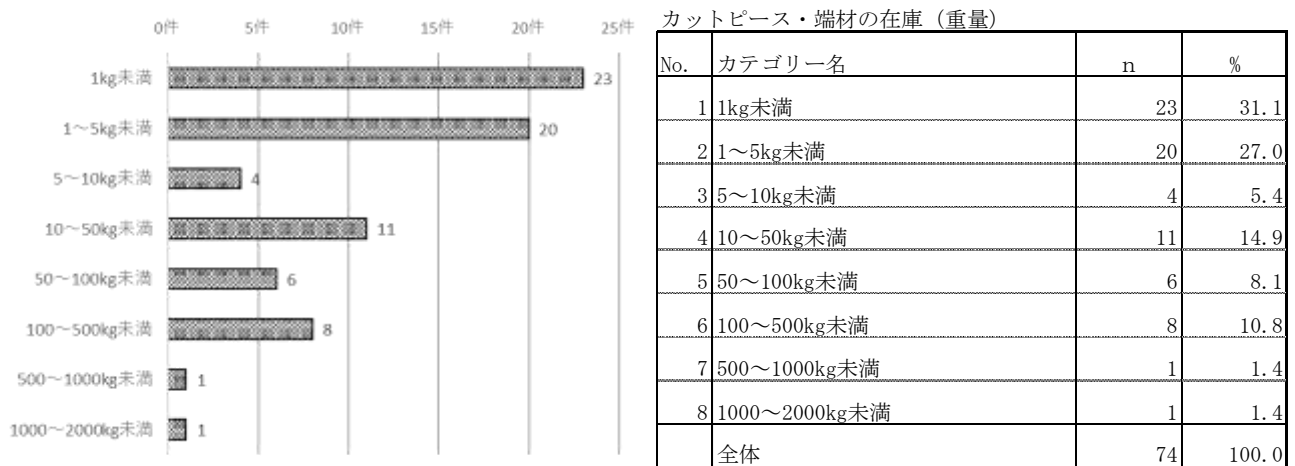 0件 5件 10件 15件 20件 25件
1kg未満 23
1～5kg未満 20
5～10kg未満 4
10～50kg未満 11
50～100kg未満 6
100～500kg未満 8
500～1000kg未満 1
1000～2000kg未満 1
カットピース・端材の在庫（重量）
No. カテゴリー名 n %
1 1kg未満 23 31.1
2 1～5kg未満 20 27.0
3 5～10kg未満 4 5.4
4 10～50kg未満 11 14.9
5 50～100kg未満 6 8.1
6 100～500kg未満 8 10.8
7 500～1000kg未満 1 1.4
8 1000～2000kg未満 1 1.4
全体 74 100.0